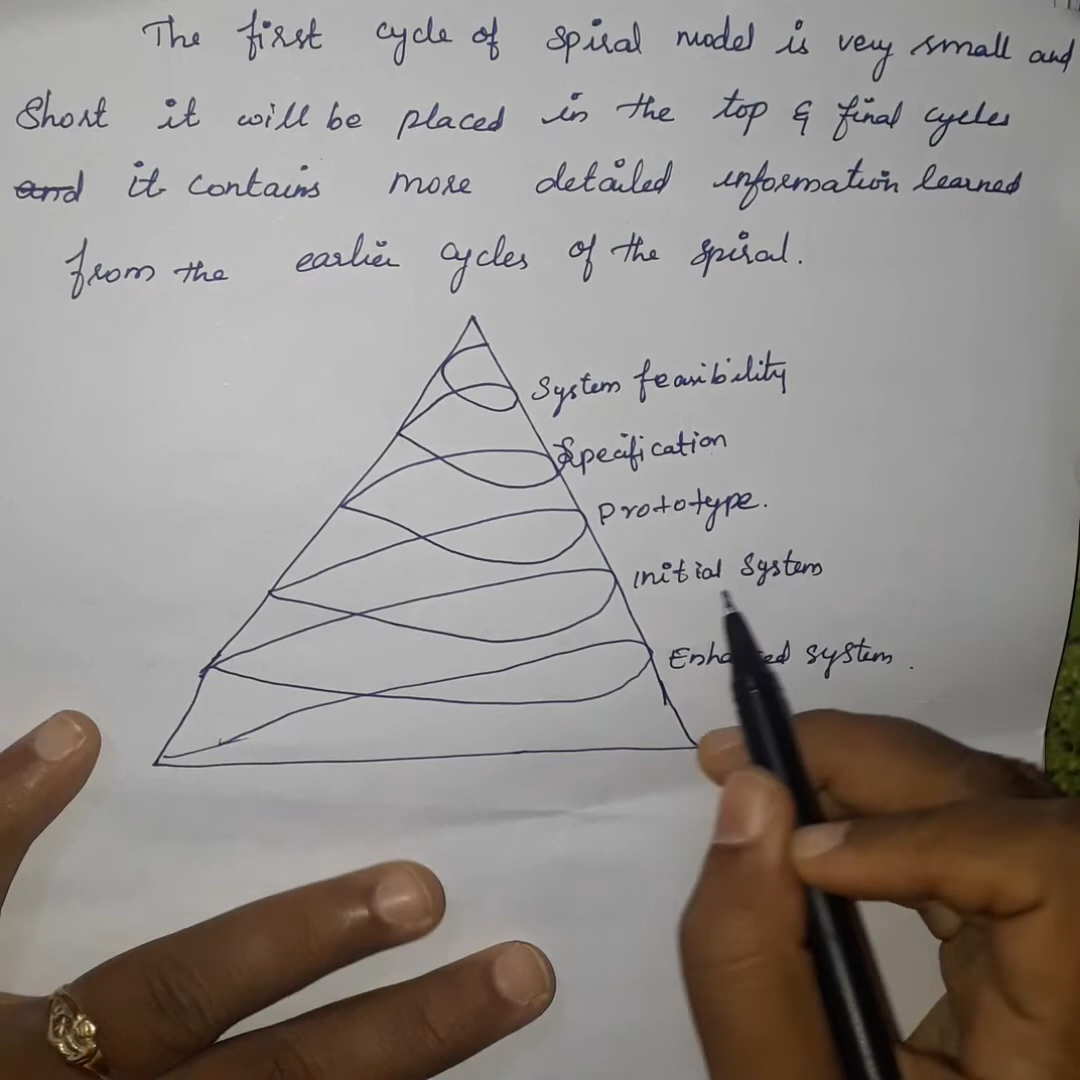 The first cycle of spiral model is very small and
Short it will be placed in the top & final cycles
and it contains more detailed information learned
from the earlier cycles of the spiral.
System feasibility
Specification
Prototype.
Initial System
system.